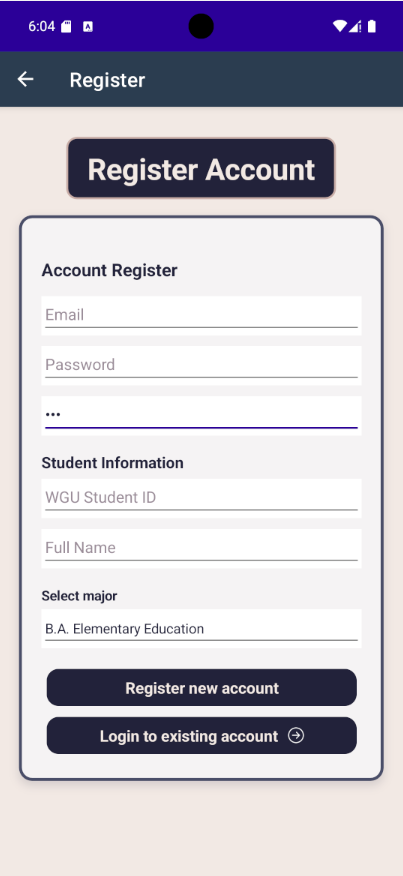 6:04
Register
Register Account
Account Register
Email
Password
•••
Student Information
WGU Student ID
Full Name
Select major
B.A. Elementary Education
Register new account
Login to existing account